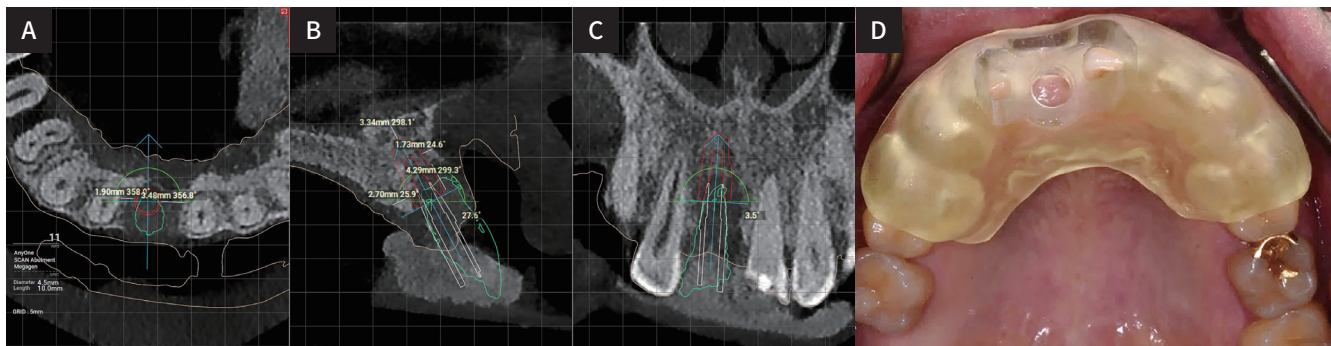 A
1.90mm 358.0°
3.48mm 356.8°
11
AnyOne
SCAN Abutment
Megagen
Diameter 4.5mm
Length 10.0mm
GRID : 5mm
B
3.34mm 298.1°
1.73mm 24.6°
4.29mm 299.3°
2.70mm 25.9°
27.5°
C
3.5°
D